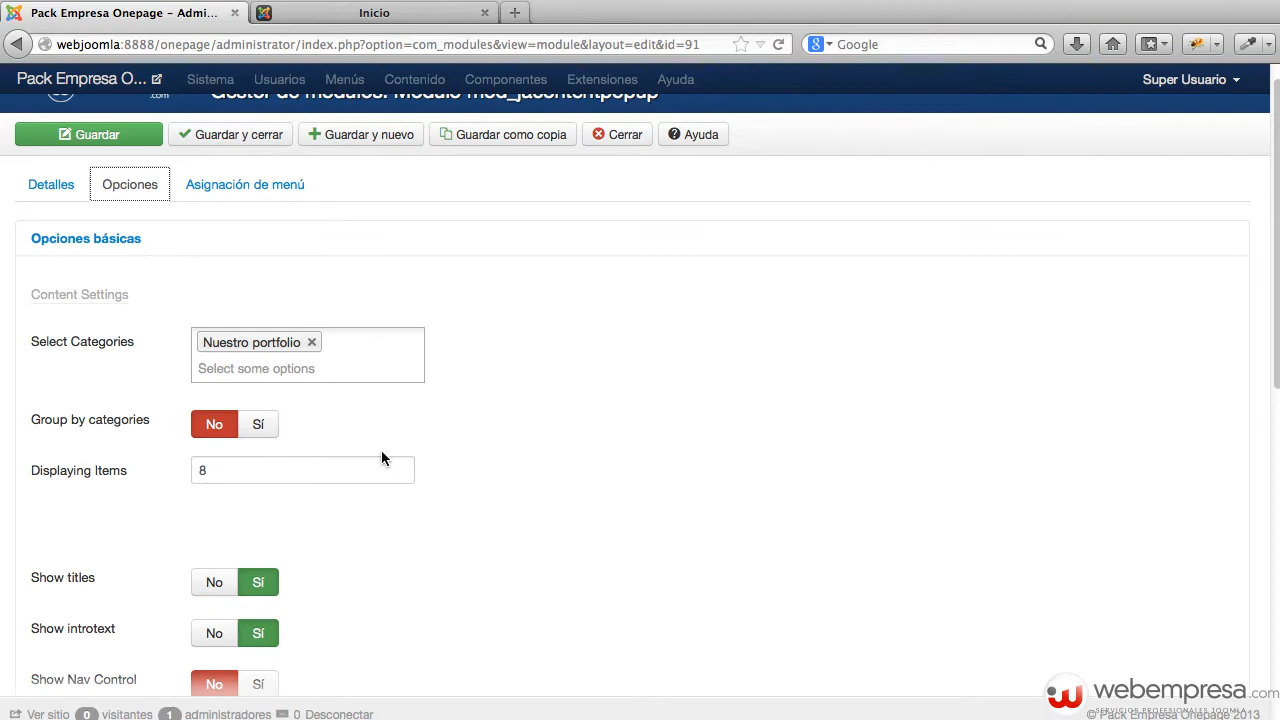 Pack Empresa Onepage - Admi...
Inicio
webjoomla:8888/onepage/administrator/index.php?option=com_modules&view=module&layout=edit&id=91
Google
Pack Empresa O...
Sistema
Usuarios
Menús
Contenido
Componentes
Extensiones
Ayuda
Super Usuario
.com
Gestor de módulos: Módulo mod_jacontentpopup
Guardar
Guardar y cerrar
Guardar y nuevo
Guardar como copia
Cerrar
Ayuda
Detalles
Opciones
Asignación de menú
Opciones básicas
Content Settings
Select Categories
Nuestro portfolio
Select some options
Group by categories
No
Sí
Displaying Items
8
Show titles
No
Sí
Show introtext
No
Sí
Show Nav Control
No
Sí
webempresa.com
SERVICIOS PROFESIONALES JOOMLA!
Ver sitio
0 visitantes
1 administradores
0
Desconectar
© Pack Empresa Onepage 2013